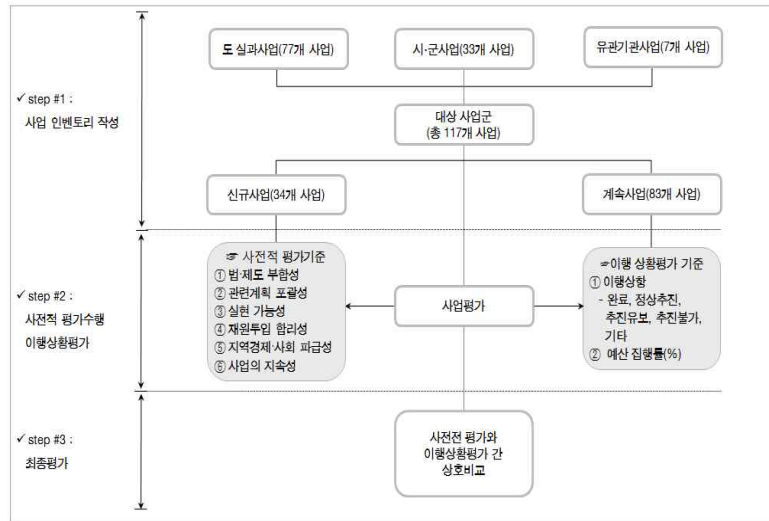 도 실과사업(77개 사업)
시·군사업(33개 사업)
유관기관사업(7개 사업)
✓ step #1 :
사업 인벤토리 작성
대상 사업군
(총 117개 사업)
신규사업(34개 사업)
계속사업(83개 사업)
✓ step #2 :
사전적 평가수행
이행상황평가
☞ 사전적 평가기준
① 법·제도 부합성
② 관련계획 포괄성
③ 실현 가능성
④ 재원투입 합리성
⑤ 지역경제·사회 파급성
⑥ 사업의 지속성
사업평가
☞이행 상황평가 기준
① 이행상항
- 완료, 정상추진,
추진유보, 추진불가,
기타
② 예산 집행률(%)
✓ step #3 :
최종평가
사전전 평가와
이행상황평가 간
상호비교